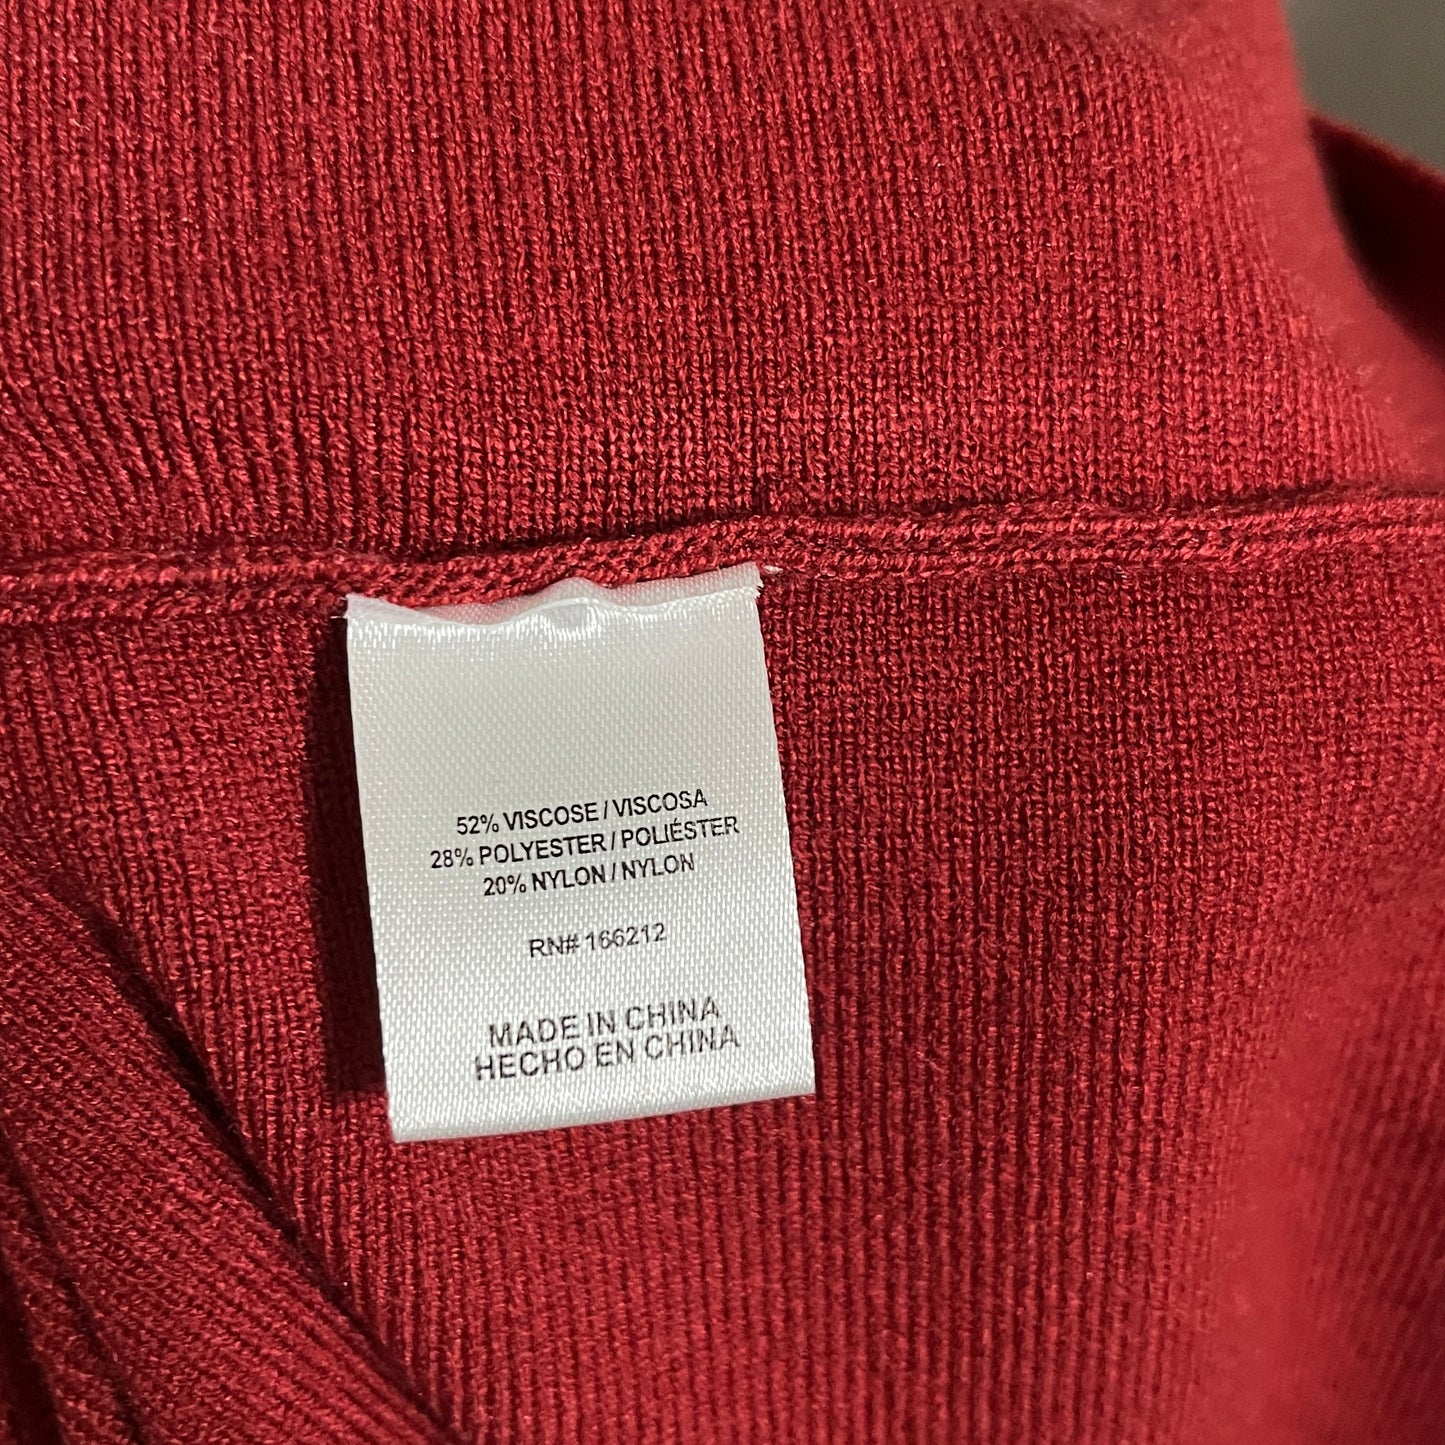 52% VISCOSE / VISCOSA
28% POLYESTER / POLIÉSTER
20% NYLON / NYLON
RN# 166212
MADE IN CHINA
HECHO EN CHINA